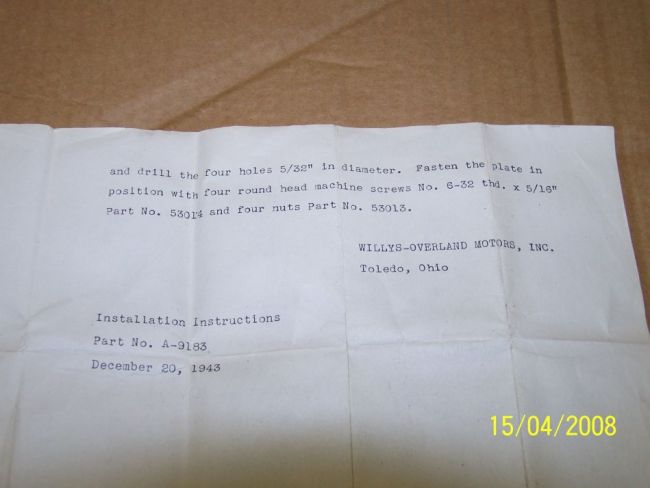 and drill the four holes 5/32" in diameter. Fasten the plate in
position with four round head machine screws No. 6-32 thd. x 5/16"
Part No. 53014 and four nuts Part No. 53013.
WILLYS-OVERLAND MOTORS, INC.
Toledo, Ohio
Installation Instructions
Part No. A-9183
December 20, 1943
15/04/2008